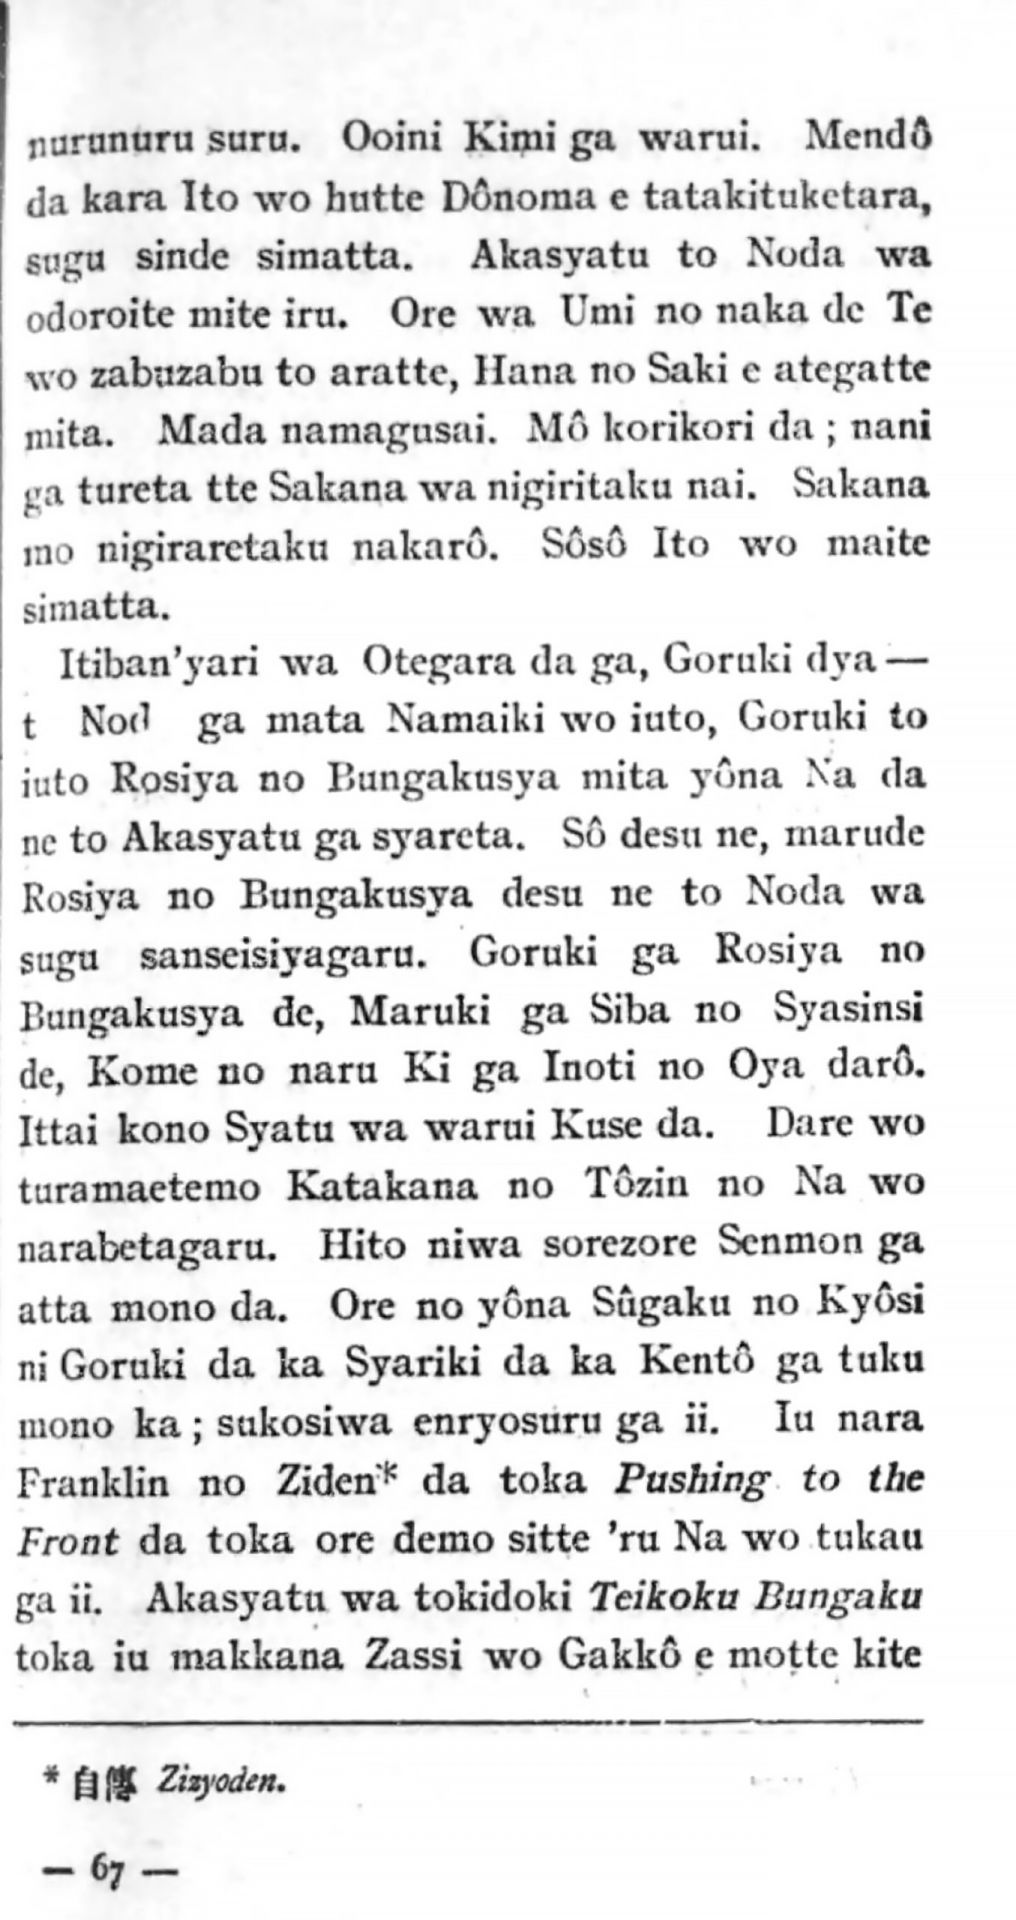 nurunuru suru. Ooini Kimi ga warui. Mendô
da kara Ito wo hutte Dônoma e tatakituketara,
sugu sinde simatta. Akasyatu to Noda wa
odoroite mite iru. Ore wa Umi no naka de Te
wo zabuzabu to aratte, Hana no Saki e ategatte
mita. Mada namagusai. Mô korikori da ; nani
ga tureta tte Sakana wa nigiritaku nai. Sakana
mo nigiraretaku nakarô. Sôsô Ito wo maite
simatta.
Itiban’yari wa Otegara da ga, Goruki dya —
t Nod ga mata Namaiki wo iuto, Goruki to
iuto Rosiya no Bungakusya mita yôna Na da
ne to Akasyatu ga syareta. Sô desu ne, marude
Rosiya no Bungakusya desu ne to Noda wa
sugu sanseisiyagaru. Goruki ga Rosiya no
Bungakusya de, Maruki ga Siba no Syasinsi
de, Kome no naru Ki ga Inoti no Oya darô.
Ittai kono Syatu wa warui Kuse da. Dare wo
turamaetemo Katakana no Tôzin no Na wo
narabetagaru. Hito niwa sorezore Senmon ga
atta mono da. Ore no yôna Sûgaku no Kyôsi
ni Goruki da ka Syariki da ka Kentô ga tuku
mono ka ; sukosiwa enryosuru ga ii. Iu nara
Franklin no Ziden* da toka Pushing to the
Front da toka ore demo sitte ’ru Na wo tukau
ga ii. Akasyatu wa tokidoki Teikoku Bungaku
toka iu makkana Zassi wo Gakkô e motte kite
* 自傳 Zizyoden.
— 67 —